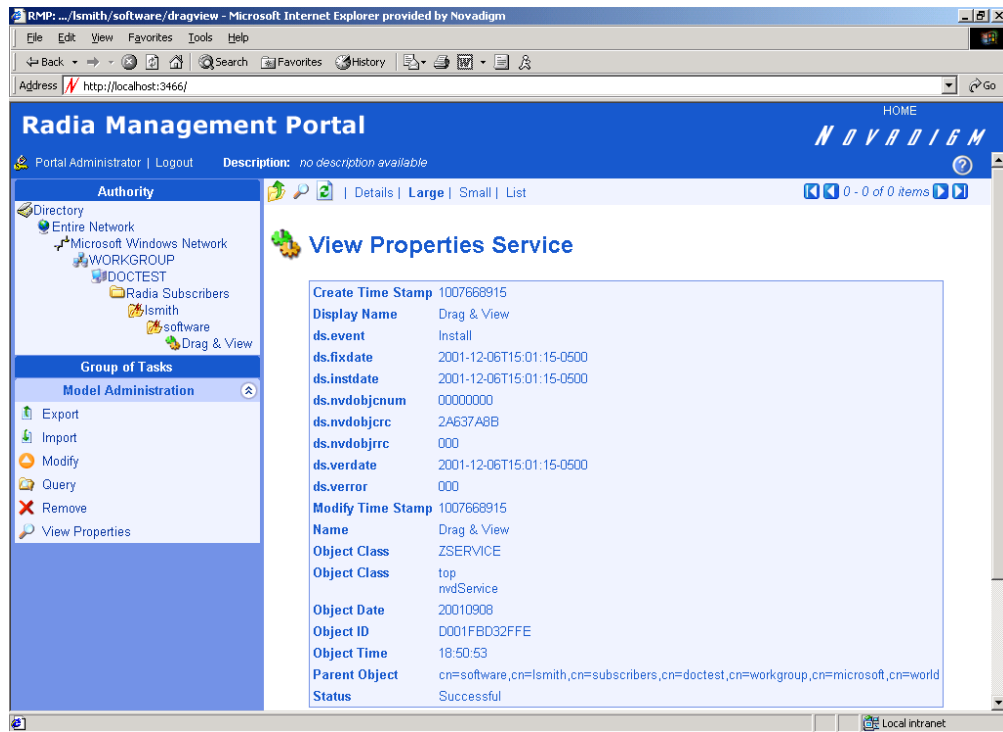 RMP: .../lsmith/software/dragview - Microsoft Internet Explorer provided by Novadigm
File Edit View Favorites Tools Help
Back Search Favorites History
Address http://localhost:3466/ Go
Radia Management Portal
HOME
NOVADIGM
Portal Administrator | Logout Description: no description available
Authority
| Details | Large | Small | List 0 - 0 of 0 items
Directory
Entire Network
Microsoft Windows Network
WORKGROUP
DOCTEST
Radia Subscribers
lsmith
software
Drag & View
Group of Tasks
Model Administration
Export
Import
Modify
Query
Remove
View Properties
View Properties Service
Create Time Stamp 1007668915
Display Name Drag & View
ds.event Install
ds.fixdate 2001-12-06T15:01:15-0500
ds.instdate 2001-12-06T15:01:15-0500
ds.nvdobjcnum 00000000
ds.nvdobjcrc 2A637A8B
ds.nvdobjrrc 000
ds.verdate 2001-12-06T15:01:15-0500
ds.verror 000
Modify Time Stamp 1007668915
Name Drag & View
Object Class ZSERVICE
Object Class top
nvdService
Object Date 20010908
Object ID D001FBD32FFE
Object Time 18:50:53
Parent Object cn=software,cn=lsmith,cn=subscribers,cn=doctest,cn=workgroup,cn=microsoft,cn=world
Status Successful
Local intranet